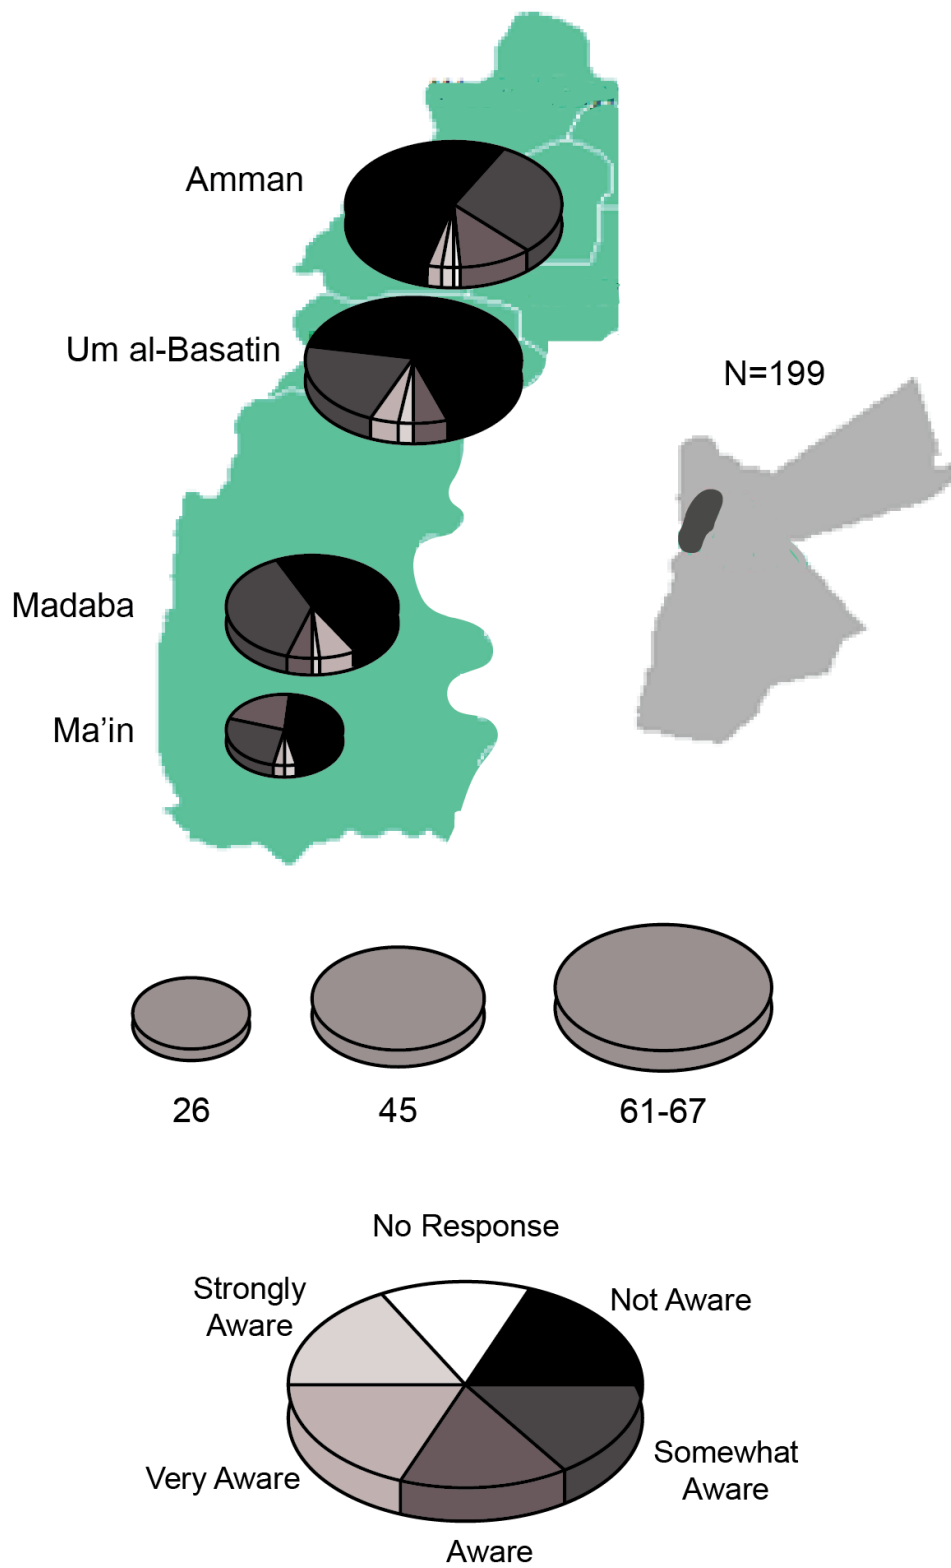 Amman
Um al-Basatin
N=199
Madaba
Ma’in
26
45
61-67
No Response
Strongly
Aware
Not Aware
Very Aware
Somewhat
Aware
Aware